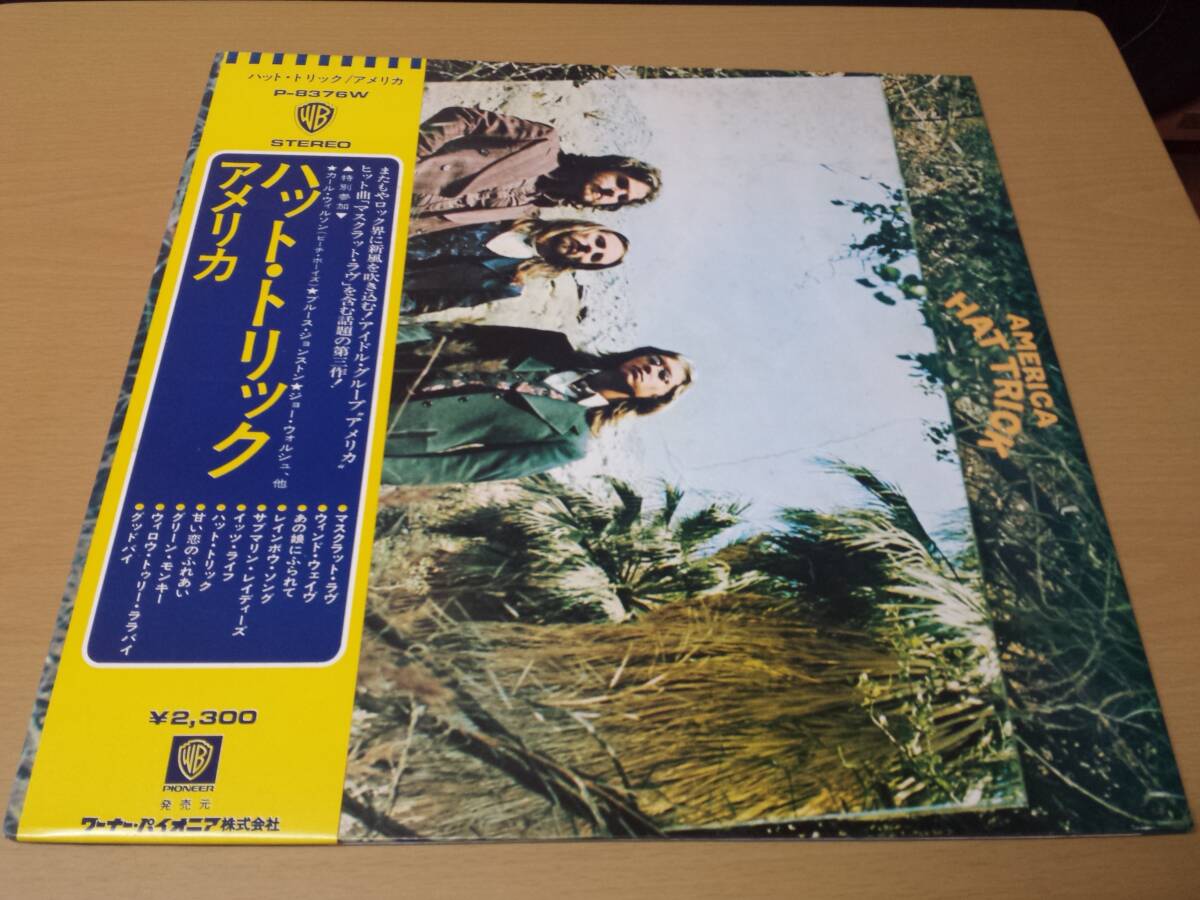 ハット・トリック/アメリカ
P-8376W
WB
STEREO
ハット・トリック
アメリカ
またもやロック界に新風を吹き込む!アイドル・グループ“アメリカ”
ヒット曲「マスクラット・ラヴ」を含む話題の第三作!
▲特別参加▼
★カール・ウィルソン(ビーチ・ボーイズ)★ブルース・ジョンストン★ジョー・ウォルシュ、他
●マスクラット・ラヴ
●ウィンド・ウェイヴ
●あの娘にふられて
●レインボウ・ソング
●サブマリン・レイディーズ
●イッツ・ライフ
●ハット・トリック
●甘い恋のふれあい
●グリーン・モンキー
●ウィロウ・トゥリー・ララバイ
●グッドバイ
¥2,300
WB
PIONEER
発売元
ワーナー・パイオニア株式会社
AMERICA
HAT TRICK